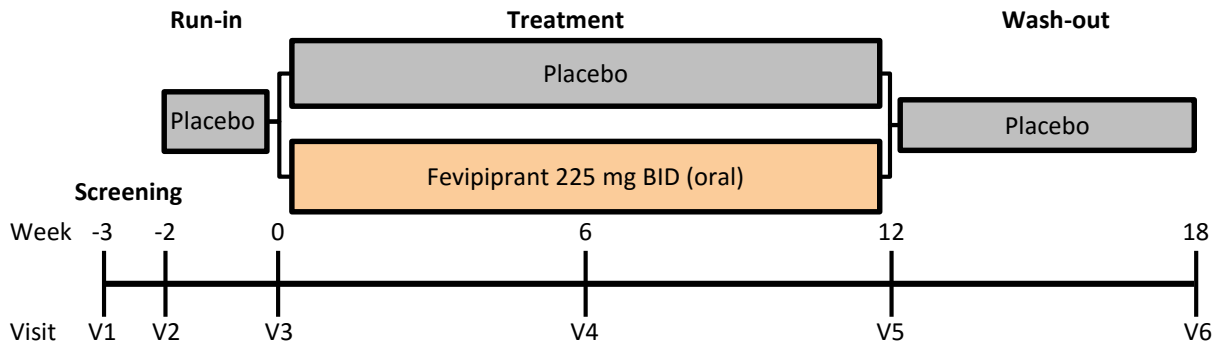 Run-in Treatment Wash-out
Placebo
Placebo
Placebo
Fevipiprant 225 mg BID (oral)
Screening
Week -3 -2 0 6 12 18
Visit V1 V2 V3 V4 V5 V6